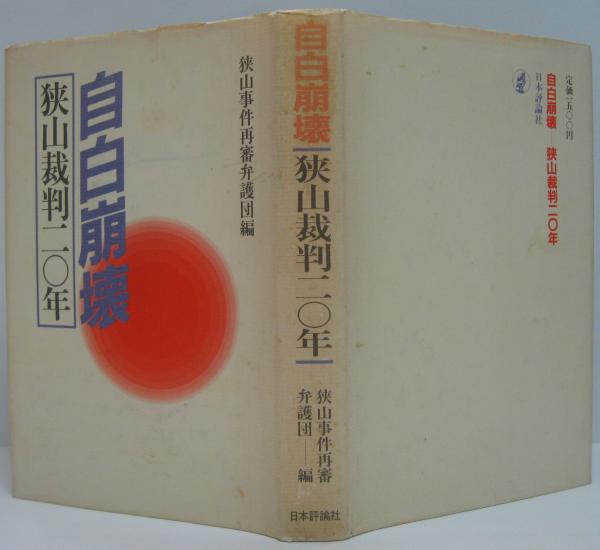 狭山事件再審弁護団編
自白崩壊
狭山裁判二〇年
自白崩壊
狭山裁判二〇年
狭山事件再審
弁護団——編
日本評論社
定価一五〇〇円
自白崩壊——狭山裁判二〇年
日本評論社